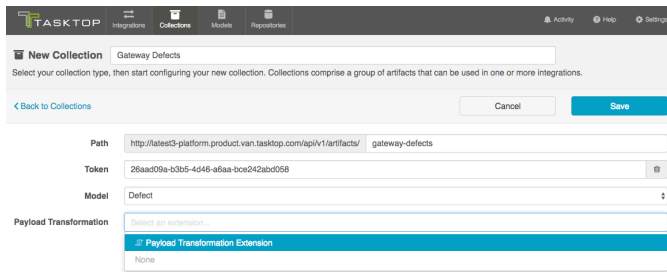 TASKTOP
Integrations
Collections
Models
Repositories
Activity
Help
Settings
New Collection
Gateway Defects
Select your collection type, then start configuring your new collection. Collections comprise a group of artifacts that can be used in one or more integrations.
Back to Collections
Cancel
Save
Path
http://latest3-platform.product.van.tasktop.com/api/v1/artifacts/
gateway-defects
Token
26aad09a-b3b5-4d46-a6aa-bce242abd058
Model
Defect
Payload Transformation
Select an extension...
Payload Transformation Extension
None